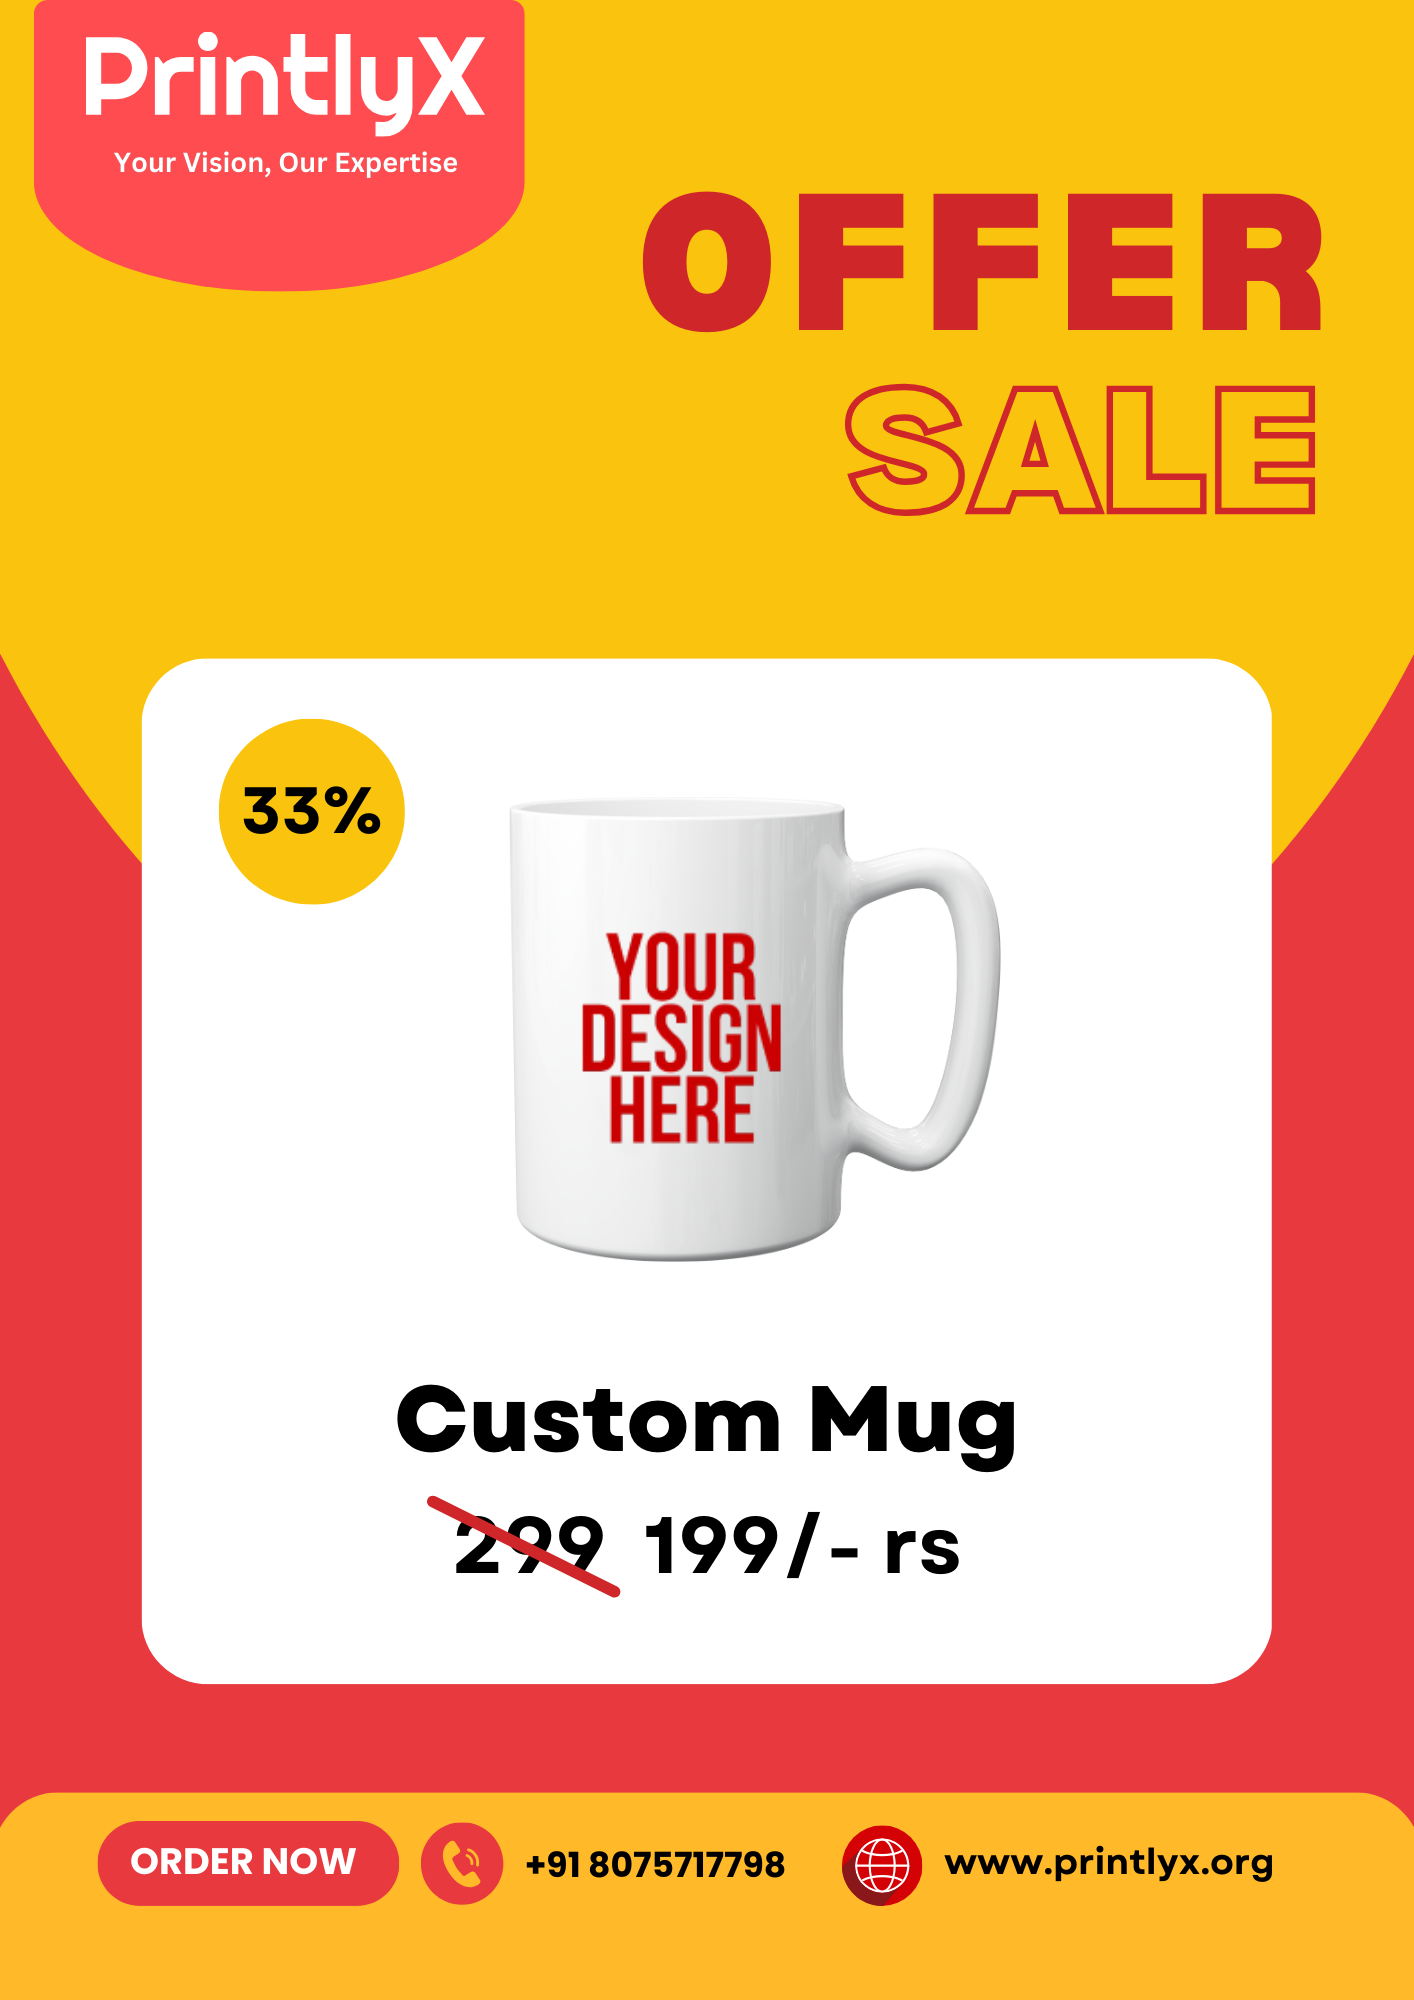 PrintlyX
Your Vision, Our Expertise
OFFER
SALE
33%
YOUR
DESIGN
HERE
Custom Mug
299 199/- rs
ORDER NOW +91 8075717798 www.printlyx.org